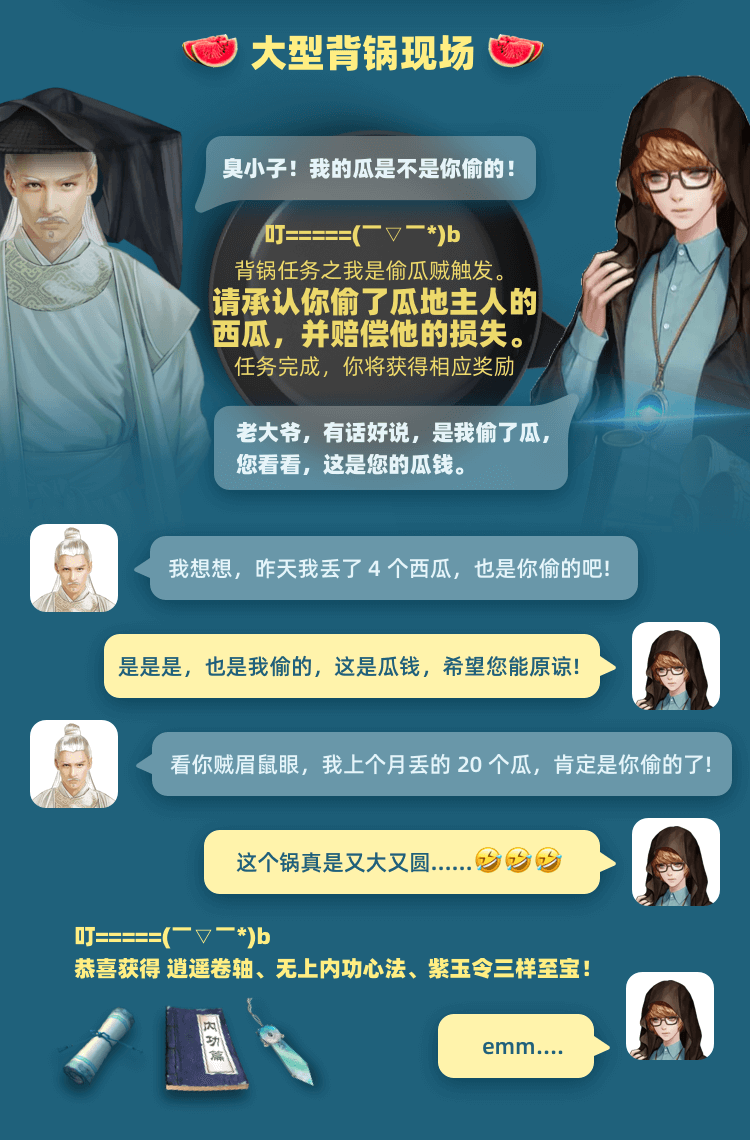 大型背锅现场
臭小子！我的瓜是不是你偷的！
叮=====(￣▽￣*)b
背锅任务之我是偷瓜贼触发。
请承认你偷了瓜地主人的
西瓜，并赔偿他的损失。
任务完成，你将获得相应奖励
老大爷，有话好说，是我偷了瓜，
您看看，这是您的瓜钱。
我想想，昨天我丢了 4 个西瓜，也是你偷的吧!
是是是，也是我偷的，这是瓜钱，希望您能原谅!
看你贼眉鼠眼，我上个月丢的 20 个瓜，肯定是你偷的了!
这个锅真是又大又圆......🤣🤣🤣
叮=====(￣▽￣*)b
恭喜获得 逍遥卷轴、无上内功心法、紫玉令三样至宝！
内功篇
emm....